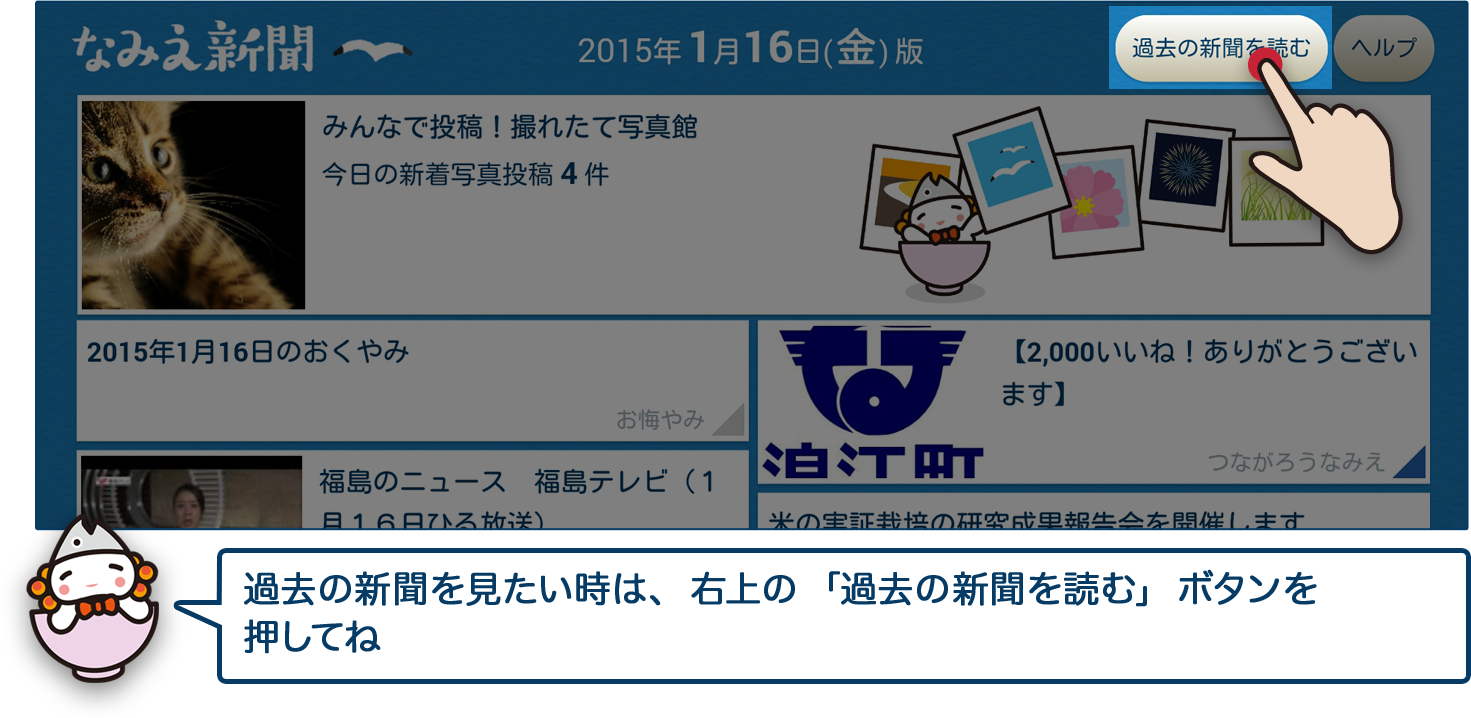 なみえ新聞
2015年1月16日(金)版
過去の新聞を読む
ヘルプ
みんなで投稿！撮れたて写真館
今日の新着写真投稿 4 件
2015年1月16日のおくやみ
お悔やみ
【2,000いいね！ありがとうござい
ます】
浪江町
つながろうなみえ
福島のニュース　福島テレビ（１
月１６日ひる放送）
米の実証栽培の研究成果報告会を開催します
過去の新聞を見たい時は、右上の「過去の新聞を読む」ボタンを
押してね